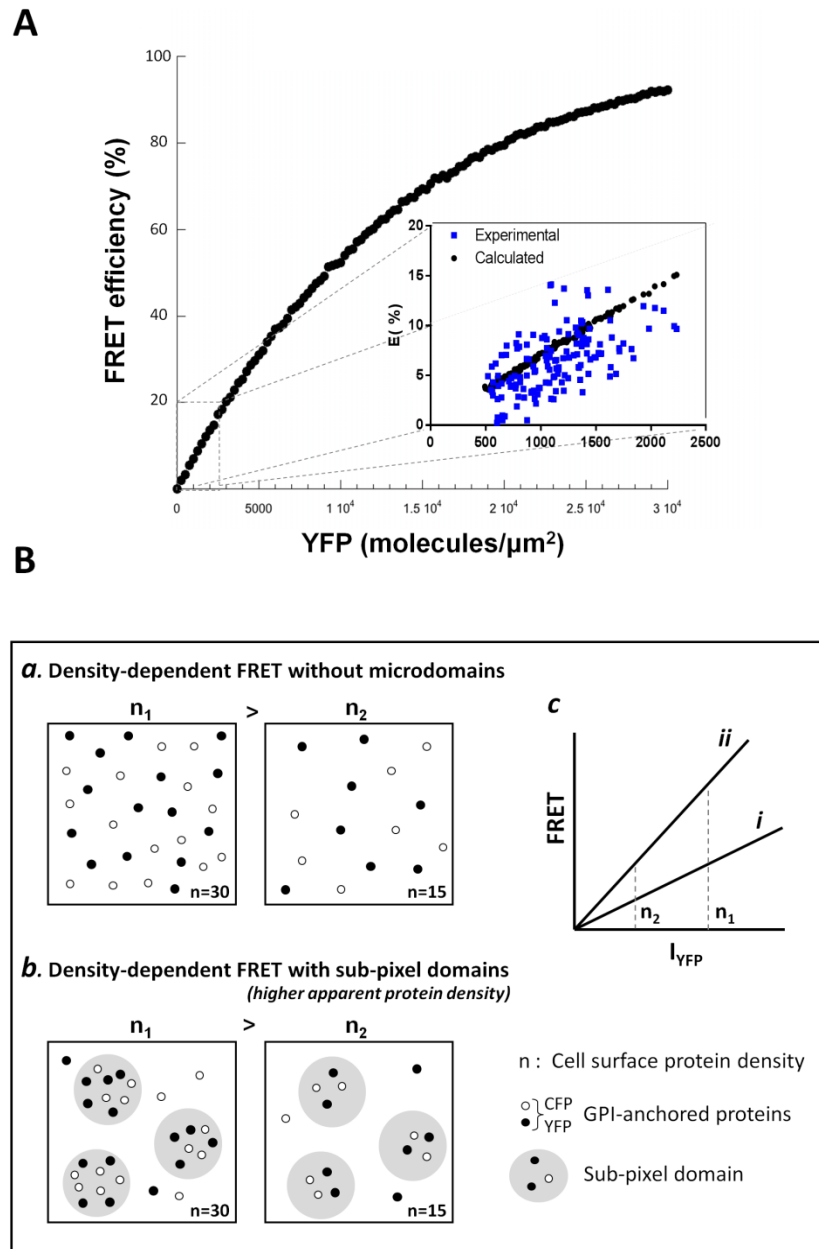 A
FRET efficiency (%)
100
80
60
40
20
0
0 5000 1 10⁴ 1.5 10⁴ 2 10⁴ 2.5 10⁴ 3 10⁴
YFP (molecules/µm²)
E( %)
20
15
10
5
0
Experimental
Calculated
0 500 1000 1500 2000 2500
B
a. Density-dependent FRET without microdomains
n₁ > n₂
n=30 n=15
b. Density-dependent FRET with sub-pixel domains
(higher apparent protein density)
n₁ > n₂
n=30 n=15
c
FRET
ii
i
n₂ n₁
I_YFP
n : Cell surface protein density
CFP
YFP
GPI-anchored proteins
Sub-pixel domain